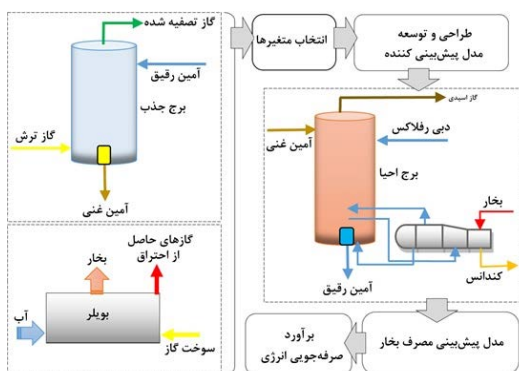 گاز تصفیه شده
آمین رقیق
برج جذب
گاز ترش
آمین غنی
گازهای حاصل
از احتراق
بخار
بویلر
آب
سوخت گاز
انتخاب متغیرها
طراحی و توسعه
مدل پیش‌بینی کننده
گاز اسیدی
آمین غنی
دبی رفلاکس
برج احیا
بخار
کندانس
آمین رقیق
مدل پیش‌بینی مصرف بخار
برآورد
صرفه‌جویی انرژی